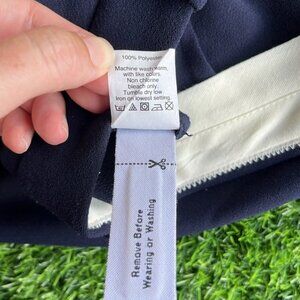 100% Polyester
Machine wash warm,
with like colors.
Non chlorine
bleach only.
Tumble dry low
Iron on lowest setting.
Remove Before
Wearing or Washing